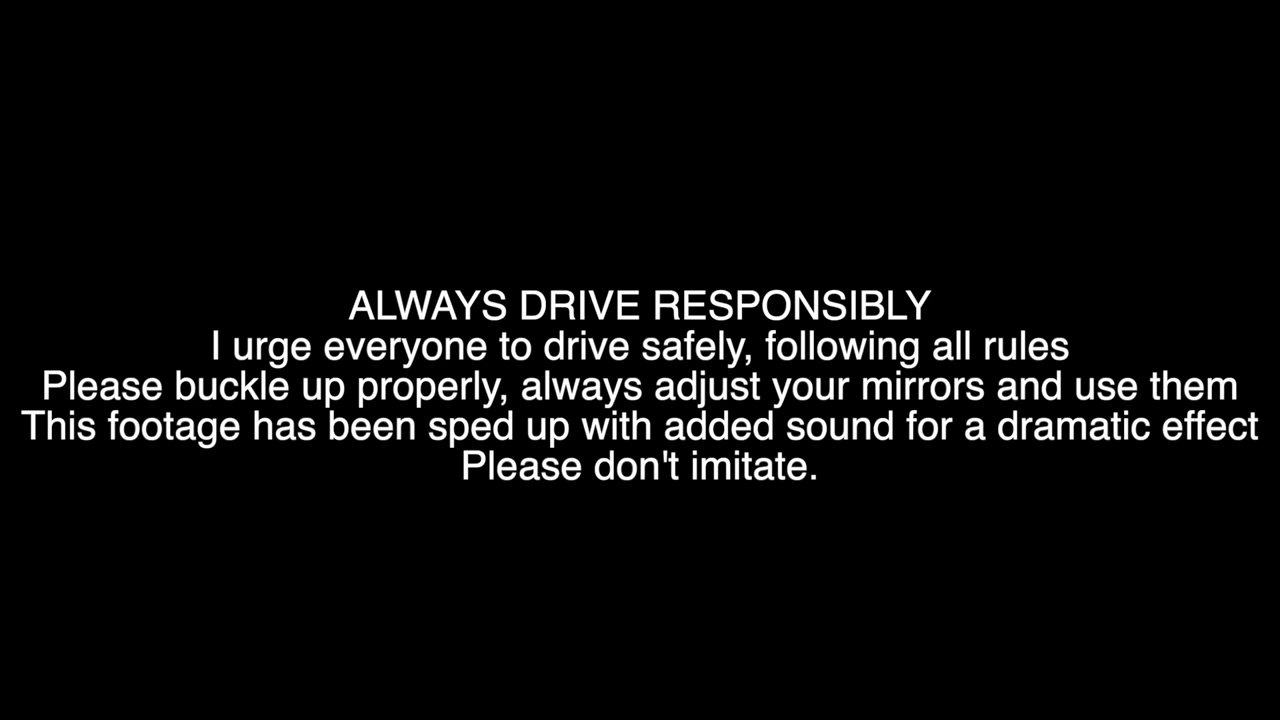 ALWAYS DRIVE RESPONSIBLY
I urge everyone to drive safely, following all rules
Please buckle up properly, always adjust your mirrors and use them
This footage has been sped up with added sound for a dramatic effect
Please don't imitate.